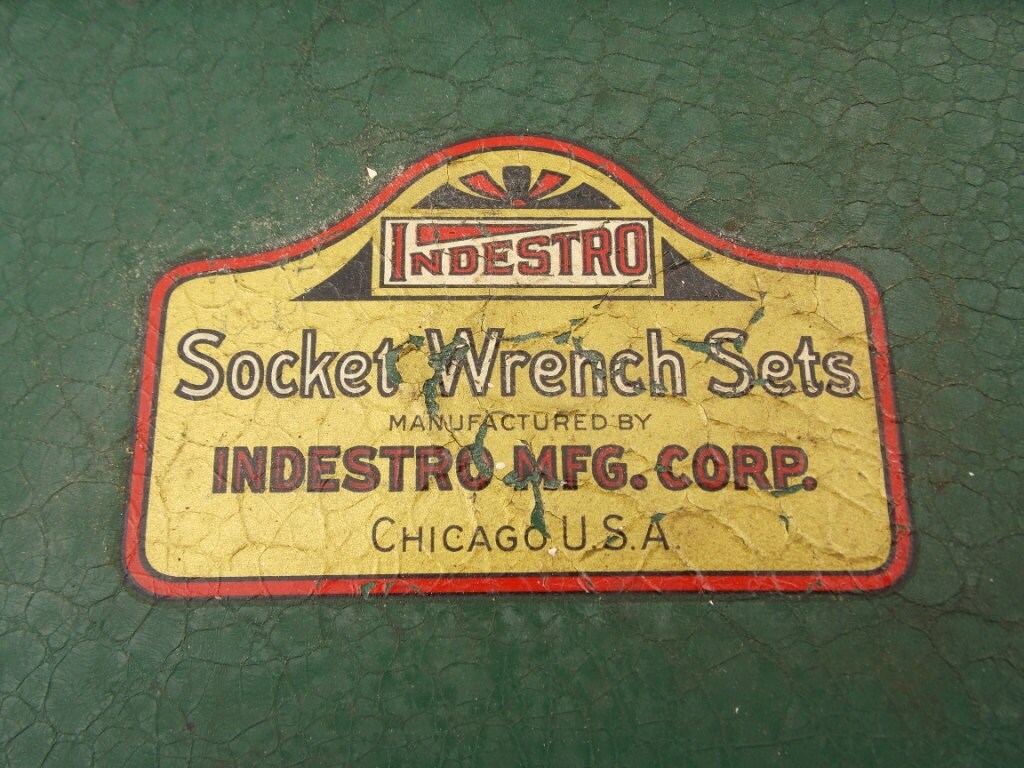 INDESTRO
Socket Wrench Sets
MANUFACTURED BY
INDESTRO MFG. CORP.
CHICAGO U.S.A.